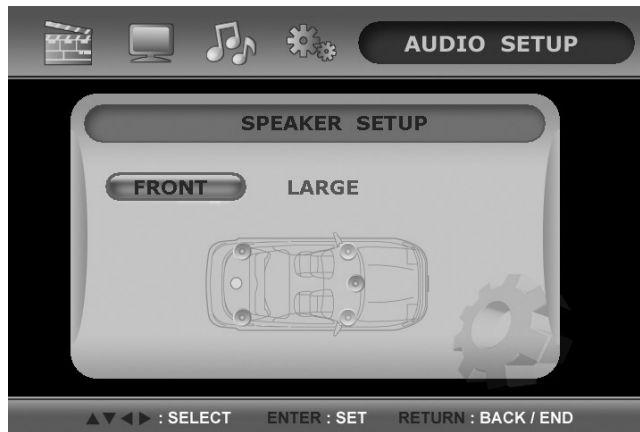 AUDIO SETUP
SPEAKER SETUP
FRONT LARGE
▲▼◀▶ : SELECT ENTER : SET RETURN : BACK / END